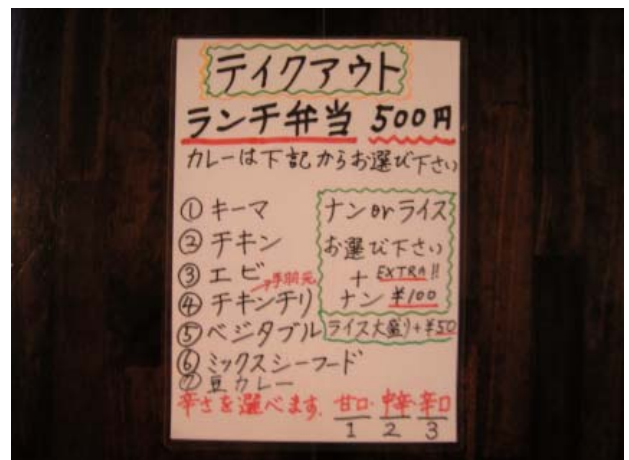 テイクアウト
ランチ弁当 500円
カレーは下記からお選び下さい
① キーマ
② チキン
③ エビ
手羽元
④ チキンチリ
⑤ ベジタブル
⑥ ミックスシーフード
⑦ 豆カレー
ナン or ライス
お選び下さい
+ EXTRA!!
ナン ¥100
ライス大盛り+¥50
辛さを選べます. 甘口・中辛・辛口
1 2 3